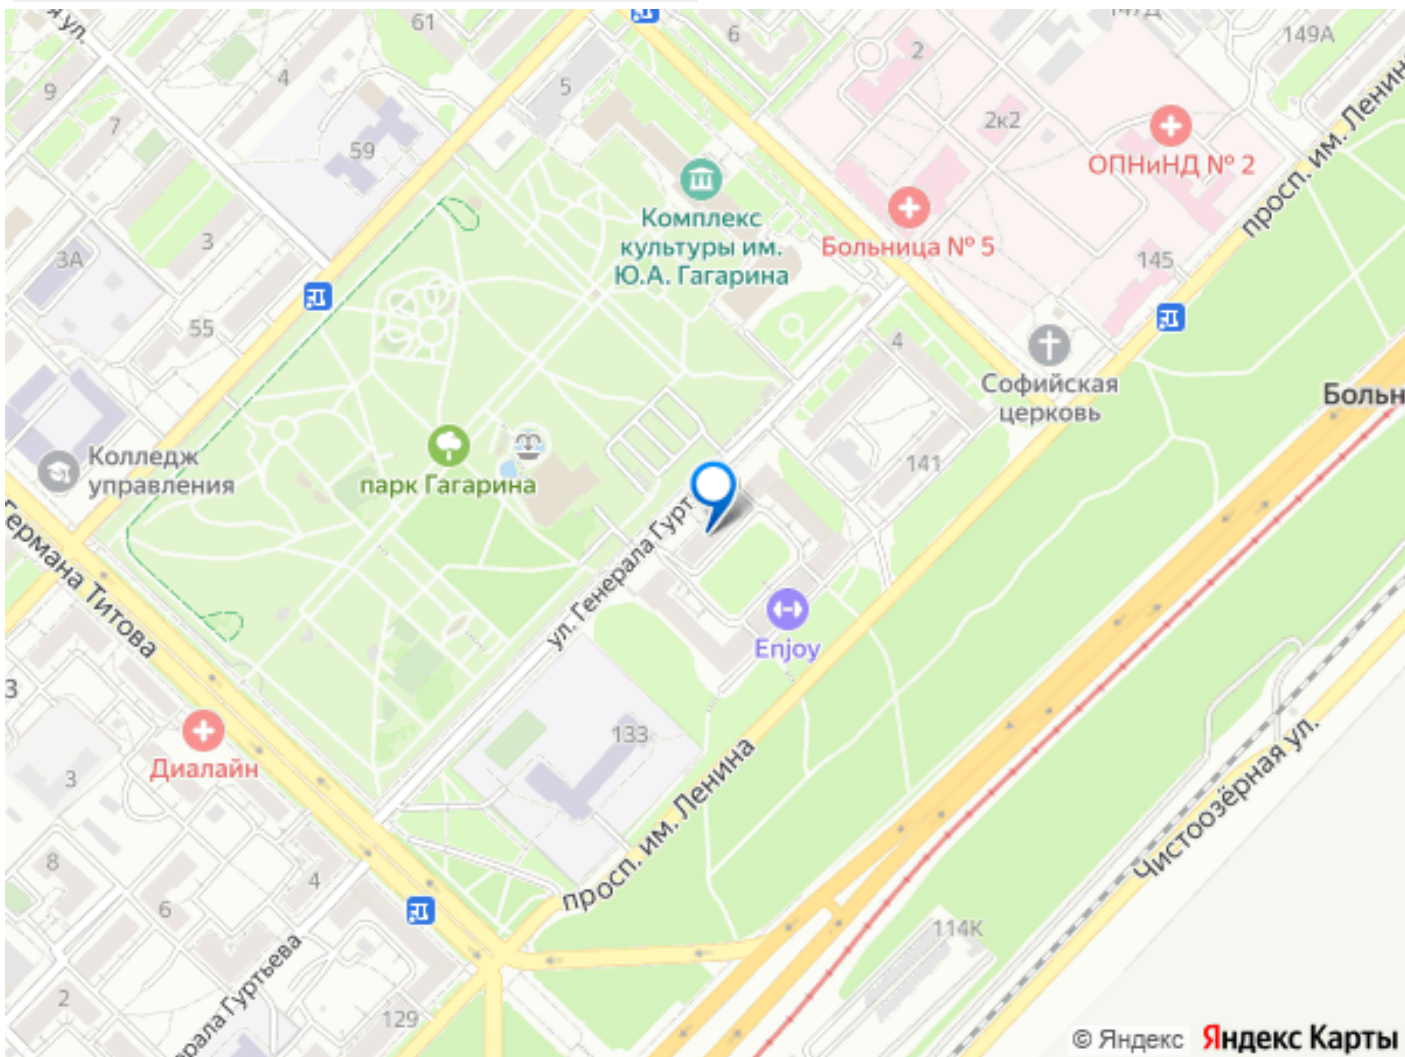 я ул.
61
6
2
147Д
149А
4
5
9
7
59
2к2
ОПНиНД № 2
просп. им. Ленин
Комплекс
культуры им.
Ю.А. Гагарина
Больница № 5
3
3А
145
55
4
Софийская
церковь
Больн
Колледж
управления
парк Гагарина
141
ул. Генерала Гурт
Германа Титова
Enjoy
3
133
Диалайн
3
просп. им. Ленина
Чистоозёрная ул.
8
4
6
114К
2
рала Гуртьева
129
© Яндекс Яндекс Карты